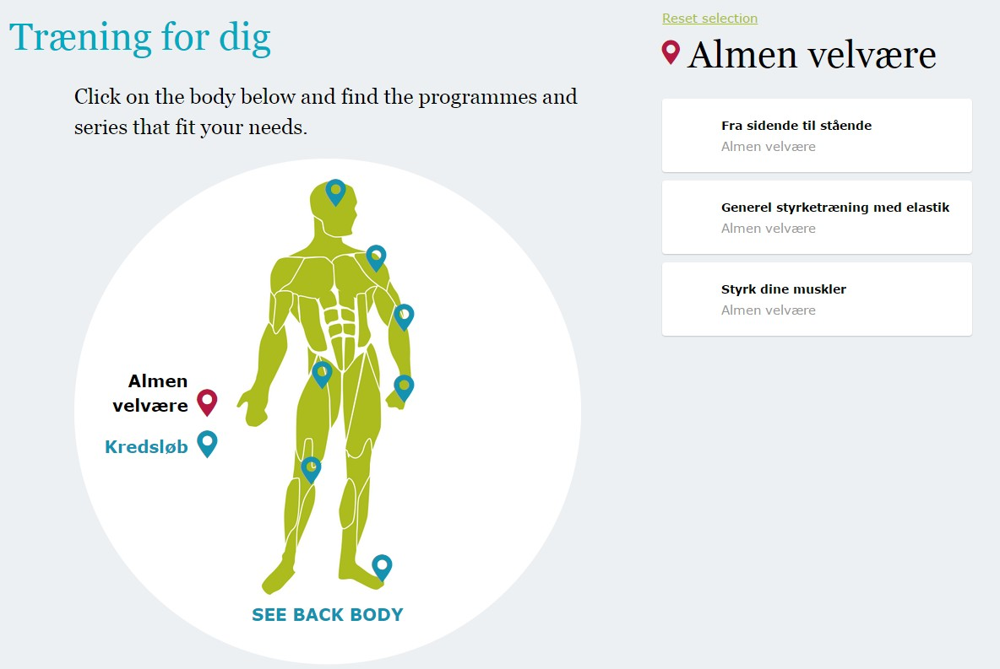 Træning for dig
Click on the body below and find the programmes and
series that fit your needs.
Almen
velvære
Kredsløb
SEE BACK BODY
Reset selection
Almen velvære
Fra sidende til stående
Almen velvære
Generel styrketræning med elastik
Almen velvære
Styrk dine muskler
Almen velvære